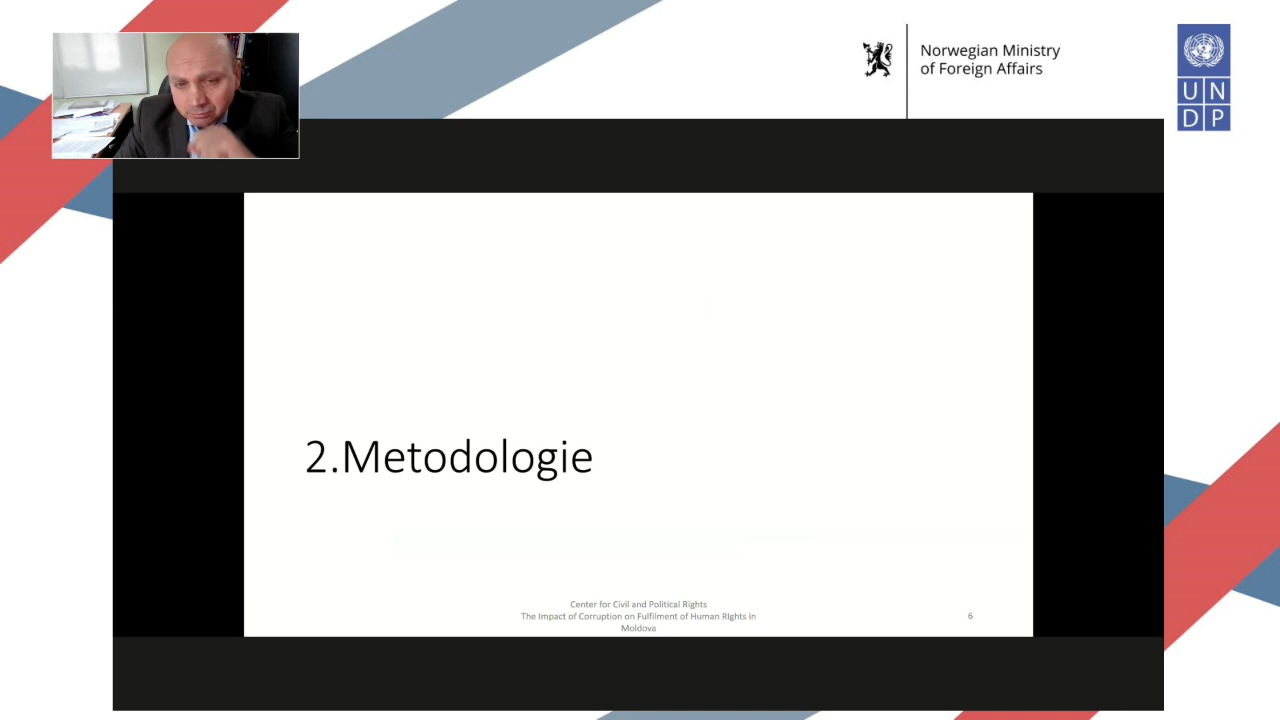 Norwegian Ministry
of Foreign Affairs
U N
D P
2.Metodologie
Center for Civil and Political Rights
The Impact of Corruption on Fulfilment of Human RIghts in
Moldova
6